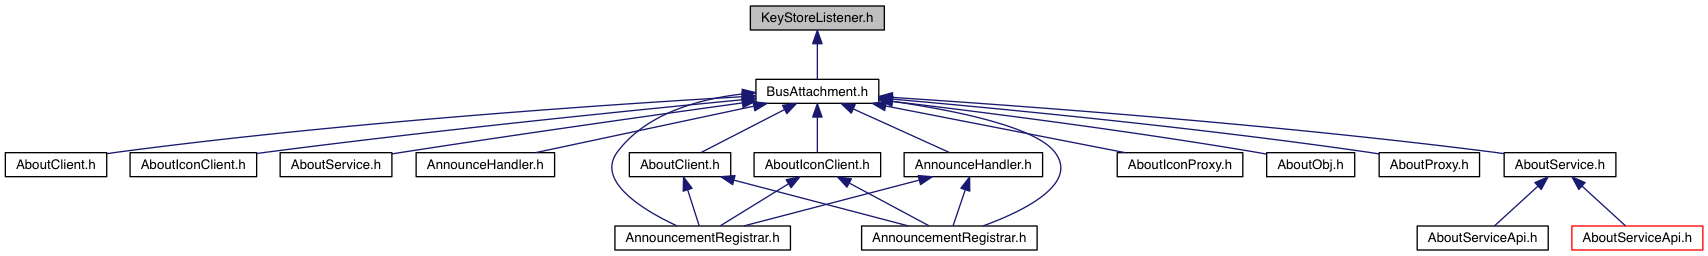 KeyStoreListener.h
BusAttachment.h
AboutClient.h
AboutIconClient.h
AboutService.h
AnnounceHandler.h
AboutClient.h
AboutIconClient.h
AnnounceHandler.h
AboutIconProxy.h
AboutObj.h
AboutProxy.h
AboutService.h
AnnouncementRegistrar.h
AnnouncementRegistrar.h
AboutServiceApi.h
AboutServiceApi.h